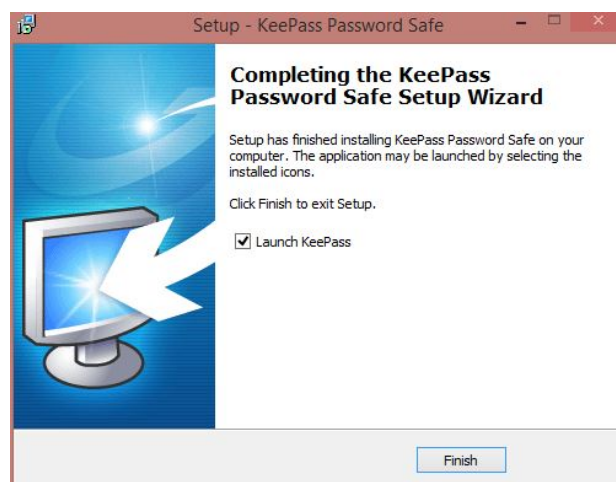 Setup - KeePass Password Safe
Completing the KeePass
Password Safe Setup Wizard
Setup has finished installing KeePass Password Safe on your
computer. The application may be launched by selecting the
installed icons.
Click Finish to exit Setup.
Launch KeePass
Finish